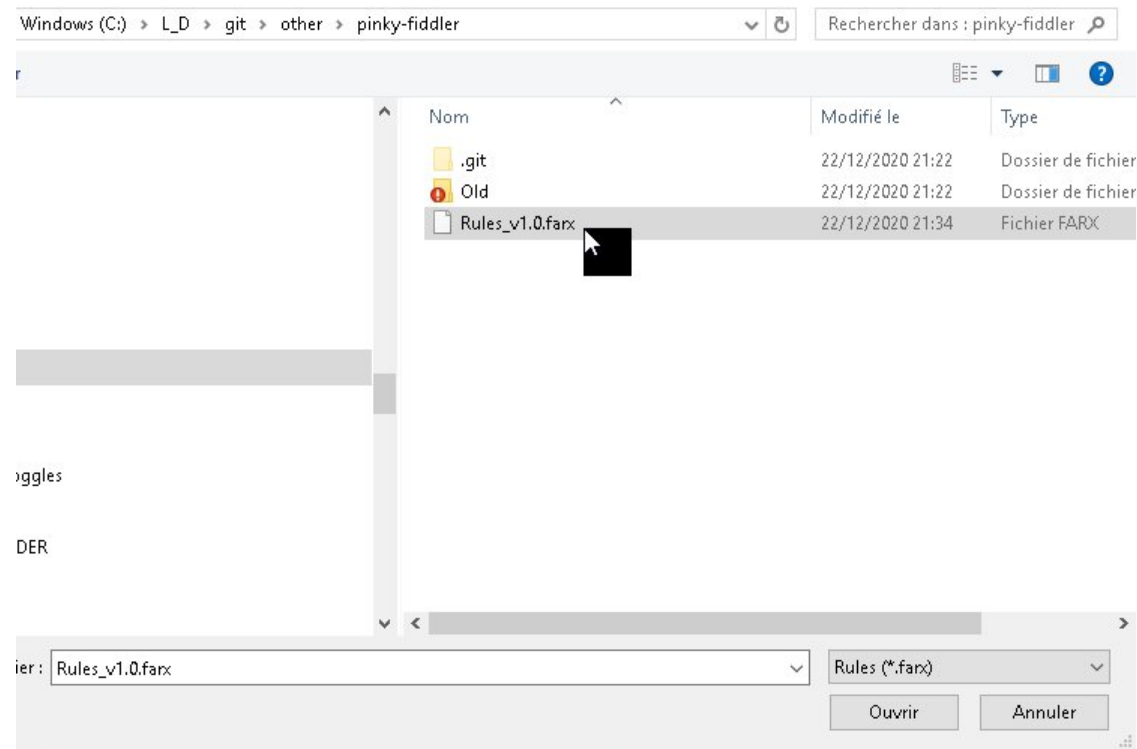 Windows (C:) > L_D > git > other > pinky-fiddler
Rechercher dans : pinky-fiddler
r
Nom Modifié le Type
.git 22/12/2020 21:22 Dossier de fichier
Old 22/12/2020 21:22 Dossier de fichier
Rules_v1.0.farx 22/12/2020 21:34 Fichier FARX
oggles
DER
ier : Rules_v1.0.farx Rules (*.farx)
Ouvrir Annuler